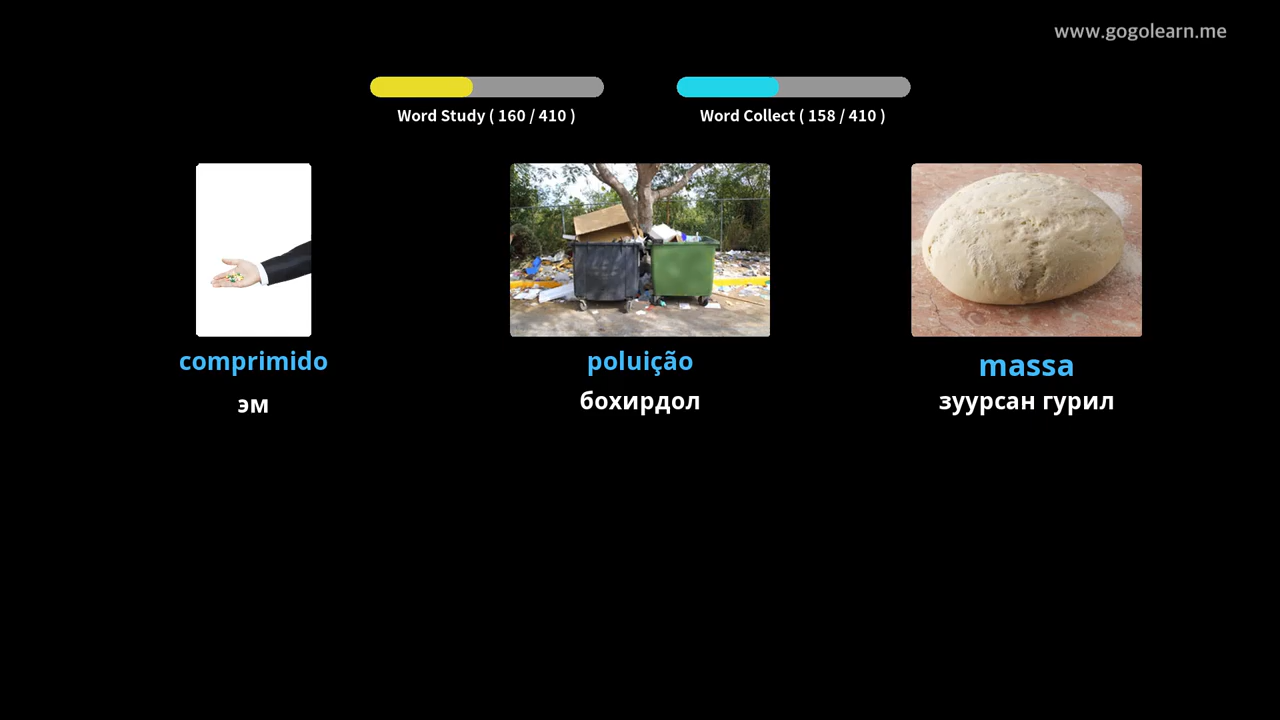 www.gogolearn.me
Word Study ( 160 / 410 )
Word Collect ( 158 / 410 )
comprimido
poluição
massa
эм
бохирдол
зуурсан гурил